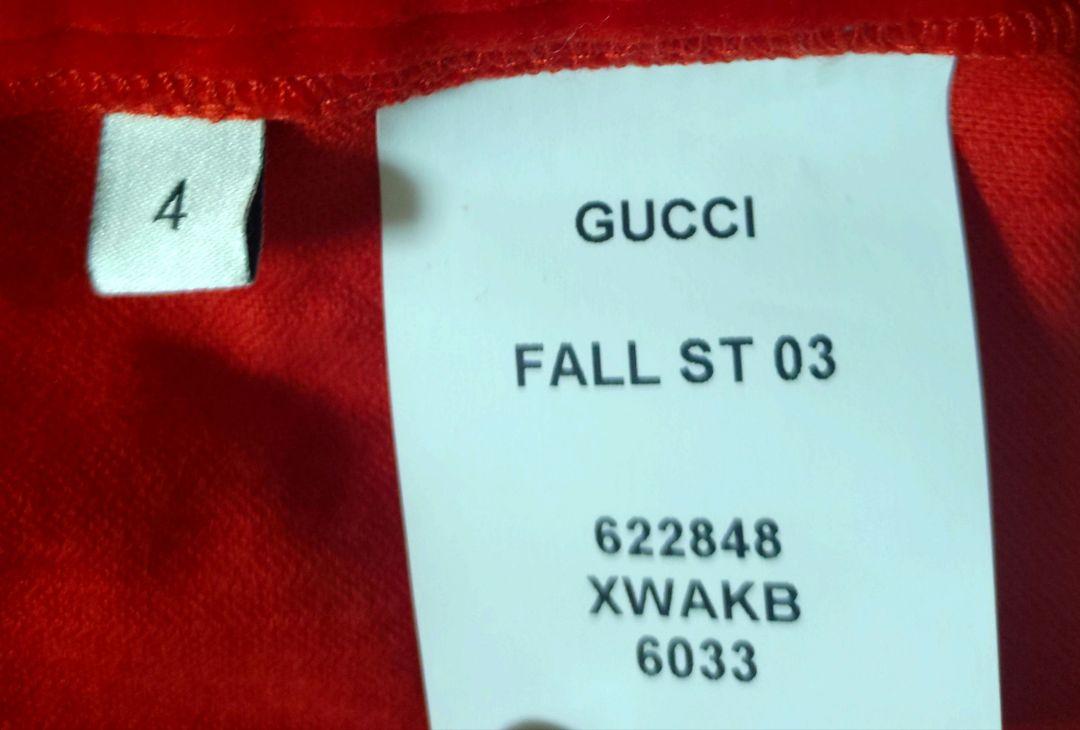 4
GUCCI
FALL ST 03
622848
XWAKB
6033